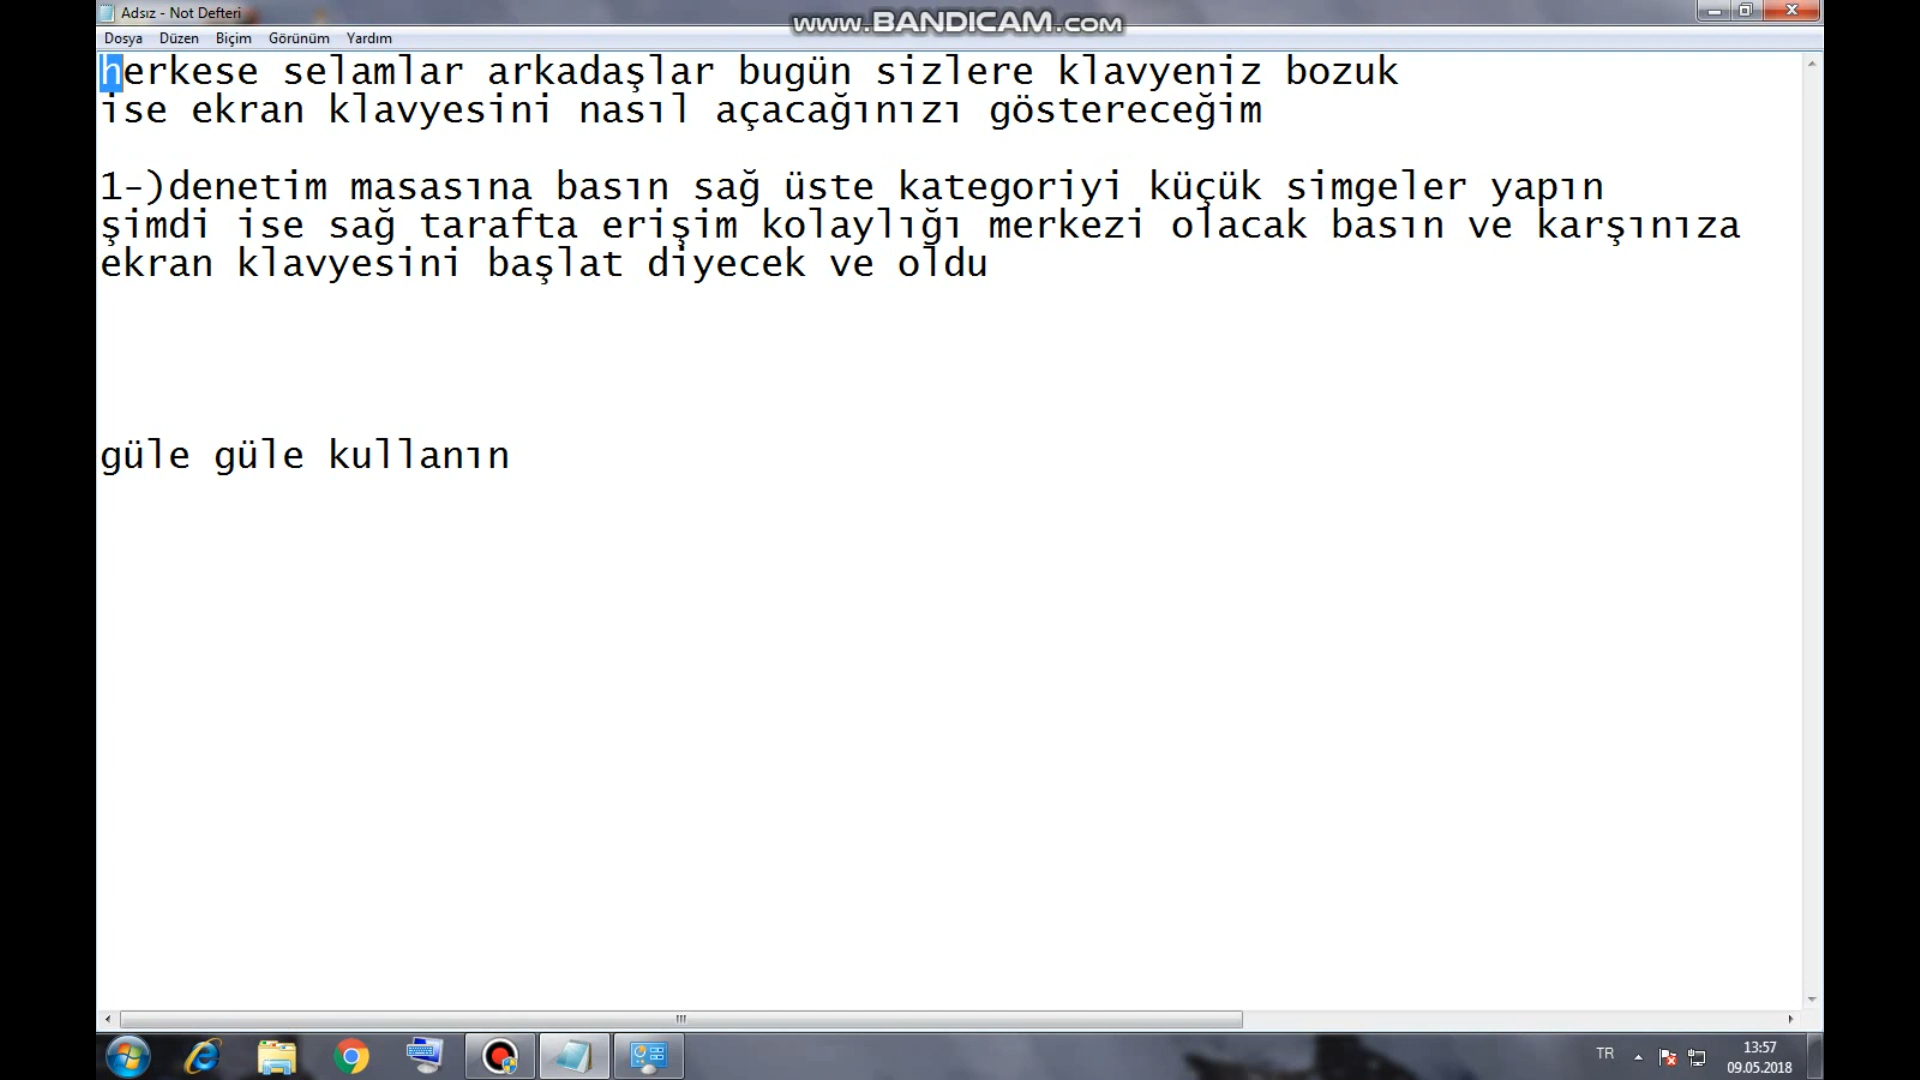 Adsız - Not Defteri
www.BANDICAM.com
Dosya Düzen Biçim Görünüm Yardım
herkese selamlar arkadaşlar bugün sizlere klavyeniz bozuk
ise ekran klavyesini nasıl açacağınızı göstereceğim
1-)denetim masasına basın sağ üste kategoriyi küçük simgeler yapın
şimdi ise sağ tarafta erişim kolaylığı merkezi olacak basın ve karşınıza
ekran klavyesini başlat diyecek ve oldu
güle güle kullanın
TR
13:57
09.05.2018